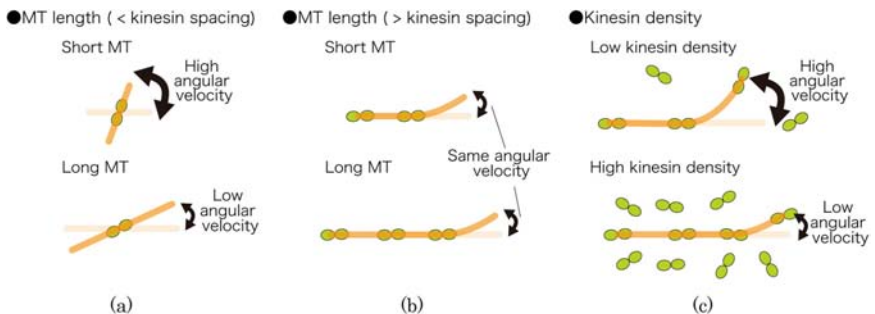 ●MT length ( < kinesin spacing)
Short MT
High
angular
velocity
Long MT
Low
angular
velocity
(a)
●MT length ( > kinesin spacing)
Short MT
Same angular
velocity
Long MT
(b)
●Kinesin density
Low kinesin density
High
angular
velocity
High kinesin density
Low
angular
velocity
(c)